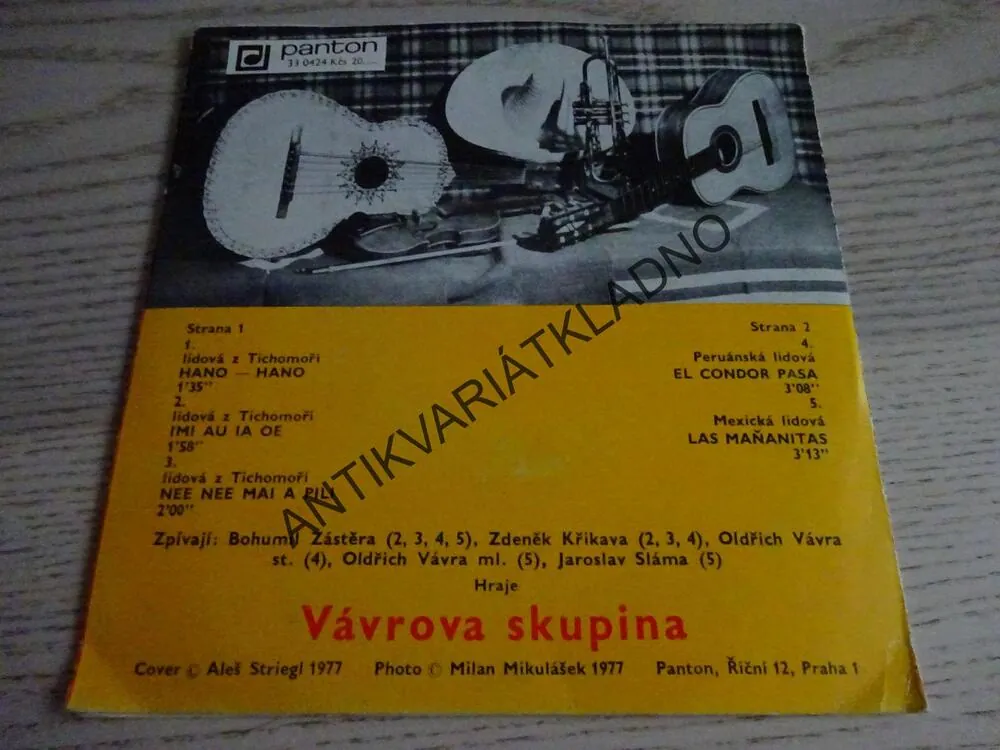 panton
33 0424 Kčs 20,—
Strana 1
1.
lidová z Tichomoří
HANO — HANO
1'35"
2.
lidová z Tichomoří
I'MI AU IA OE
1'58"
3.
lidová z Tichomoří
NEE NEE MAI A PILI
2'00"
Strana 2
4.
Peruánská lidová
EL CONDOR PASA
3'08"
5.
Mexická lidová
LAS MAÑANITAS
3'13"
Zpívají: Bohumil Zástěra (2, 3, 4, 5), Zdeněk Křikava (2, 3, 4), Oldřich Vávra
st. (4), Oldřich Vávra ml. (5), Jaroslav Sláma (5)
Hraje
Vávrova skupina
Cover © Aleš Striegl 1977 Photo © Milan Mikulášek 1977 Panton, Říční 12, Praha 1
ANTIKVARIÁTKLADNO